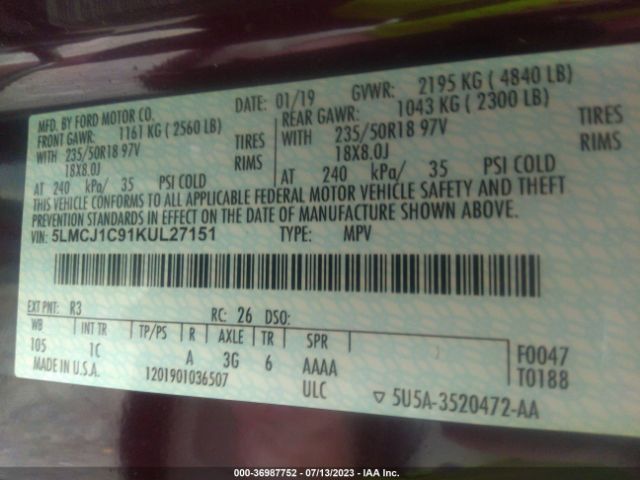 MFD. BY FORD MOTOR CO. DATE: 01/19 GVWR: 2195 KG ( 4840 LB)
FRONT GAWR: 1161 KG ( 2560 LB) REAR GAWR: 1043 KG ( 2300 LB)
WITH 235/50R18 97V TIRES WITH 235/50R18 97V TIRES
18X8.0J RIMS 18X8.0J RIMS
AT 240 kPa/ 35 PSI COLD AT 240 kPa/ 35 PSI COLD
THIS VEHICLE CONFORMS TO ALL APPLICABLE FEDERAL MOTOR VEHICLE SAFETY AND THEFT
PREVENTION STANDARDS IN EFFECT ON THE DATE OF MANUFACTURE SHOWN ABOVE.
VIN: 5LMCJ1C91KUL27151 TYPE: MPV
EXT PNT: R3 RC: 26 DSO:
WB INT TR TP/PS R AXLE TR SPR
105 1C A 3G 6 AAAA F0047
T0188
MADE IN U.S.A. 1201901036507 ULC ▽ 5U5A-3520472-AA
000-36987752 - 07/13/2023 - IAA Inc.